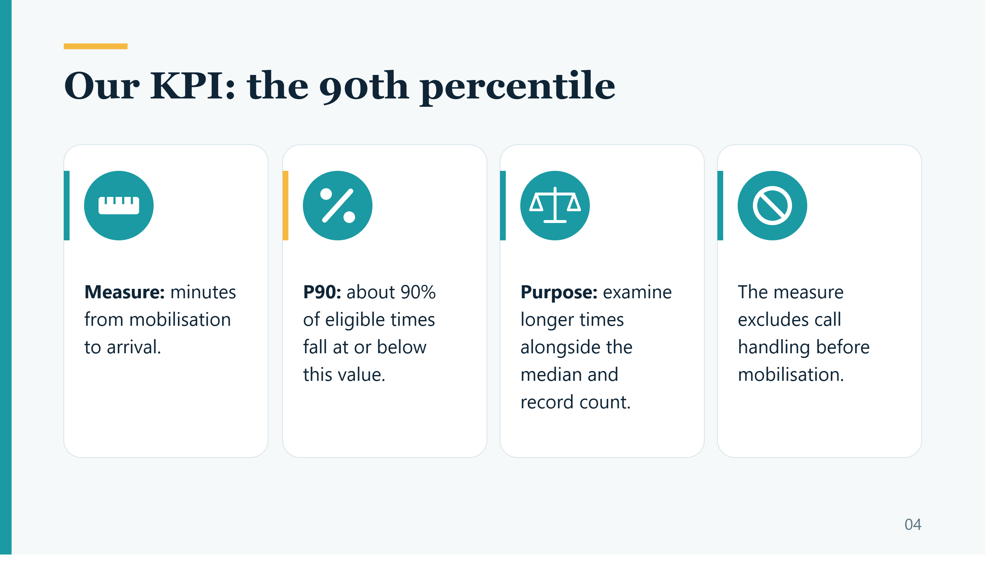 Our KPI: the 90th percentile
Measure: minutes
from mobilisation
to arrival.
P90: about 90%
of eligible times
fall at or below
this value.
Purpose: examine
longer times
alongside the
median and
record count.
The measure
excludes call
handling before
mobilisation.
04